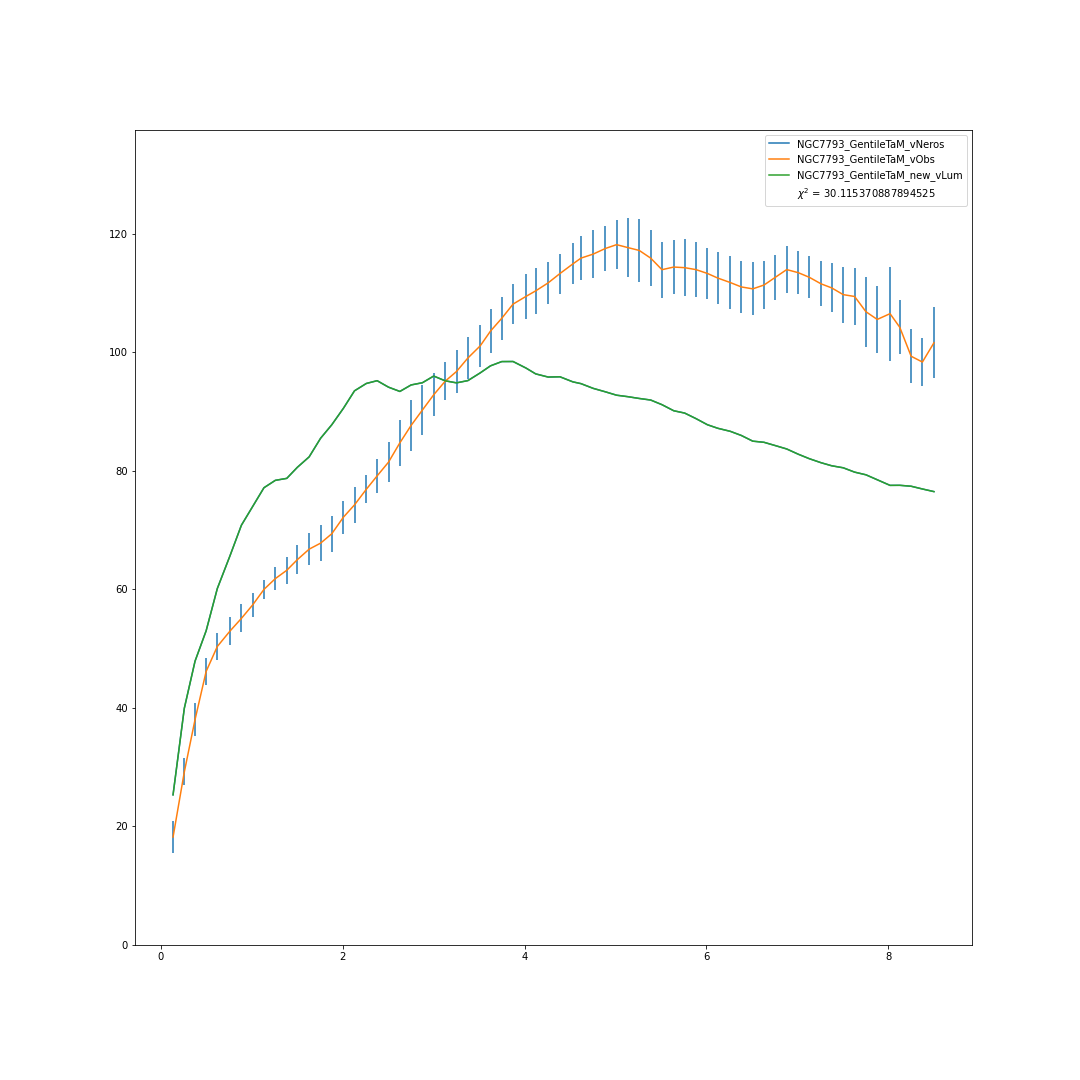 NGC7793_GentileTaM_vNeros
NGC7793_GentileTaM_vObs
NGC7793_GentileTaM_new_vLum
χ² = 30.115370887894525
120
100
80
60
40
20
0
0 2 4 6 8